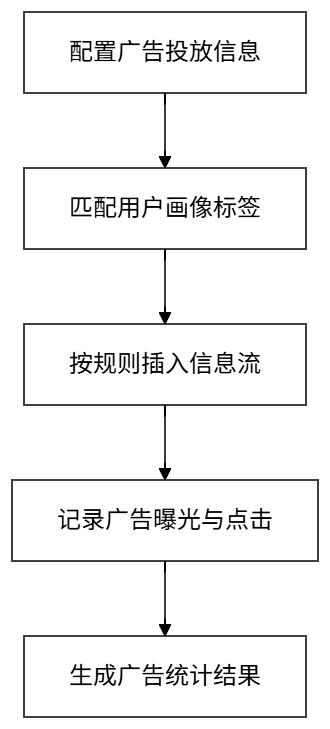 配置广告投放信息
匹配用户画像标签
按规则插入信息流
记录广告曝光与点击
生成广告统计结果